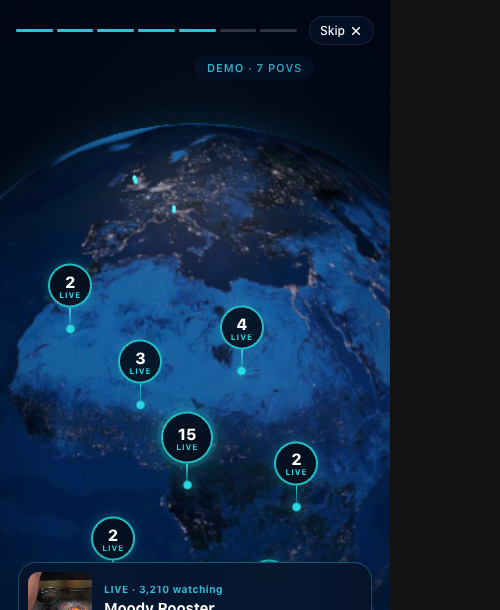 Skip ✕
DEMO · 7 POVS
2
LIVE
4
LIVE
3
LIVE
15
LIVE
2
LIVE
2
LIVE
LIVE · 3,210 watching
Moody Rooster